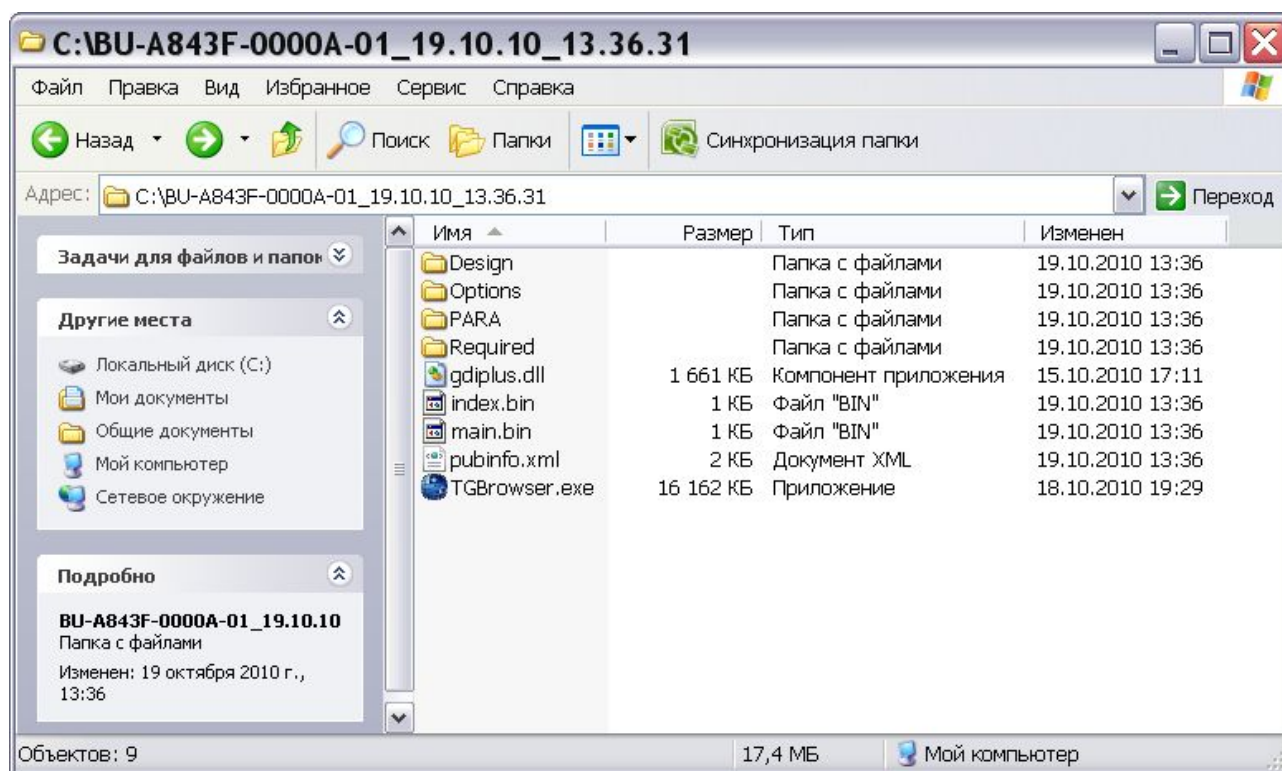 C:\BU-A843F-0000A-01_19.10.10_13.36.31
Файл Правка Вид Избранное Сервис Справка
Назад Поиск Папки Синхронизация папки
Адрес: C:\BU-A843F-0000A-01_19.10.10_13.36.31 Переход
Задачи для файлов и папок
Другие места
Локальный диск (C:)
Мои документы
Общие документы
Мой компьютер
Сетевое окружение
Подробно
BU-A843F-0000A-01_19.10.10
Папка с файлами
Изменен: 19 октября 2010 г.,
13:36
Имя Размер Тип Изменен
Design Папка с файлами 19.10.2010 13:36
Options Папка с файлами 19.10.2010 13:36
PARA Папка с файлами 19.10.2010 13:36
Required Папка с файлами 19.10.2010 13:36
gdiplus.dll 1 661 КБ Компонент приложения 15.10.2010 17:11
index.bin 1 КБ Файл "BIN" 19.10.2010 13:36
main.bin 1 КБ Файл "BIN" 19.10.2010 13:36
pubinfo.xml 2 КБ Документ XML 19.10.2010 13:36
TGBrowser.exe 16 162 КБ Приложение 18.10.2010 19:29
Объектов: 9 17,4 МБ Мой компьютер